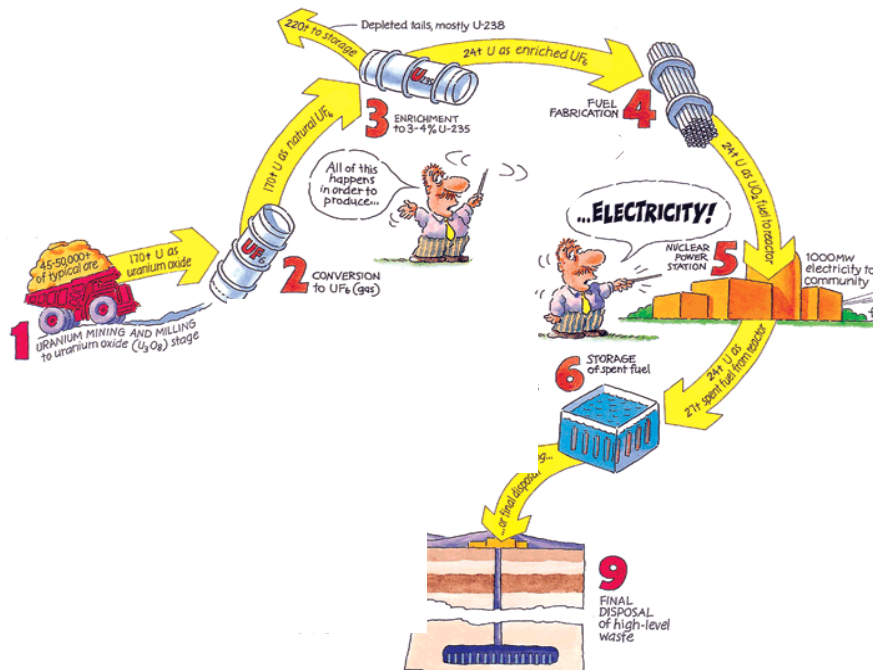 220t to storage
Depleted tails, mostly U-238
24t U as enriched UF6
U235
3
ENRICHMENT
to 3-4% U-235
4
FUEL
FABRICATION
170t U as natural UF6
All of this
happens
in order to
produce...
24t U as UO2 fuel to reactor
...ELECTRICITY!
45-50,000t
of typical ore
170t U as
uranium oxide
UF6
2
CONVERSION
to UF6 (gas)
NUCLEAR
POWER
STATION
5
1000MW
electricity to
community
1
URANIUM MINING AND MILLING
to uranium oxide (U3O8) stage
6
STORAGE
of spent fuel
24t U as
27t spent fuel from reactor
...or final disposal
9
FINAL
DISPOSAL
of high-level
waste